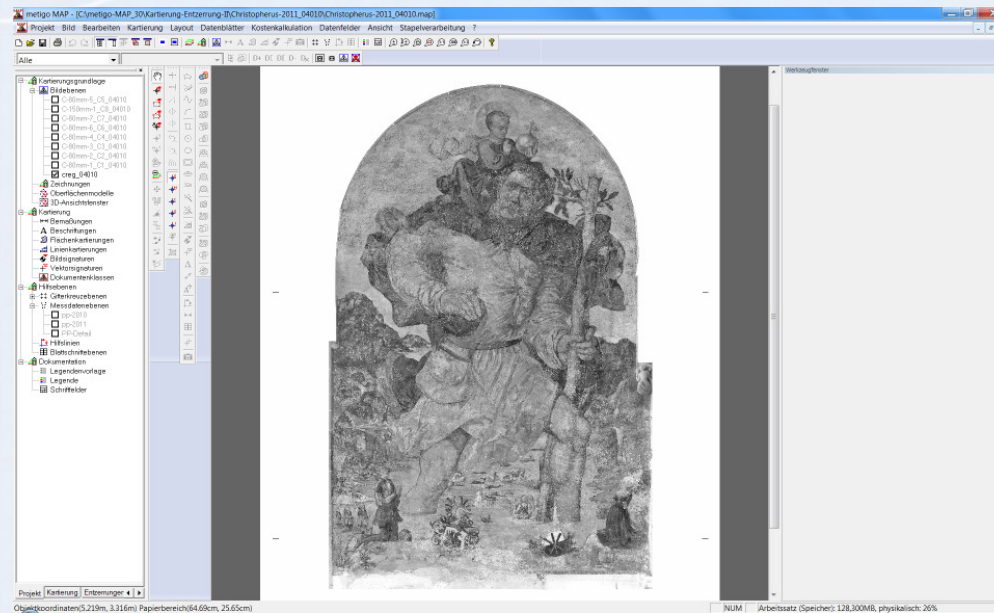 metigo MAP - [C:\metigo-MAP_30\Kartierung-Entzerrung-II\Christopherus-2011_04010\Christopherus-2011_04010.map]
Projekt Bild Bearbeiten Kartierung Layout Datenblätter Kostenkalkulation Datenfelder Ansicht Stapelverarbeitung ?
Alle
Werkzeugfenster
Kartierungsgrundlage
Bildebenen
C-80mm-5_C5_04010
C-150mm-1_C8_04010
C-80mm-7_C7_04010
C-80mm-6_C6_04010
C-80mm-4_C4_04010
C-80mm-3_C3_04010
C-80mm-2_C2_04010
C-80mm-1_C1_04010
creg_04010
Zeichnungen
Oberflächenmodelle
3D-Ansichtsfenster
Kartierung
Bemaßungen
Beschriftungen
Flächenkartierungen
Linienkartierungen
Bildsignaturen
Vektorsignaturen
Dokumentenklassen
Hilfsebenen
Gitterkreuzebenen
Messdatenebenen
pp-2010
pp-2011
PP-Detail
Hilfslinien
Blattschnittebenen
Dokumentation
Legendenvorlage
Legende
Schriftfelder
Projekt Kartierung Entzerrunger
Objektkoordinaten(5.219m, 3.316m) Papierbereich(64.69cm, 25.65cm) NUM Arbeitssatz (Speicher): 128,300MB, physikalisch: 26%